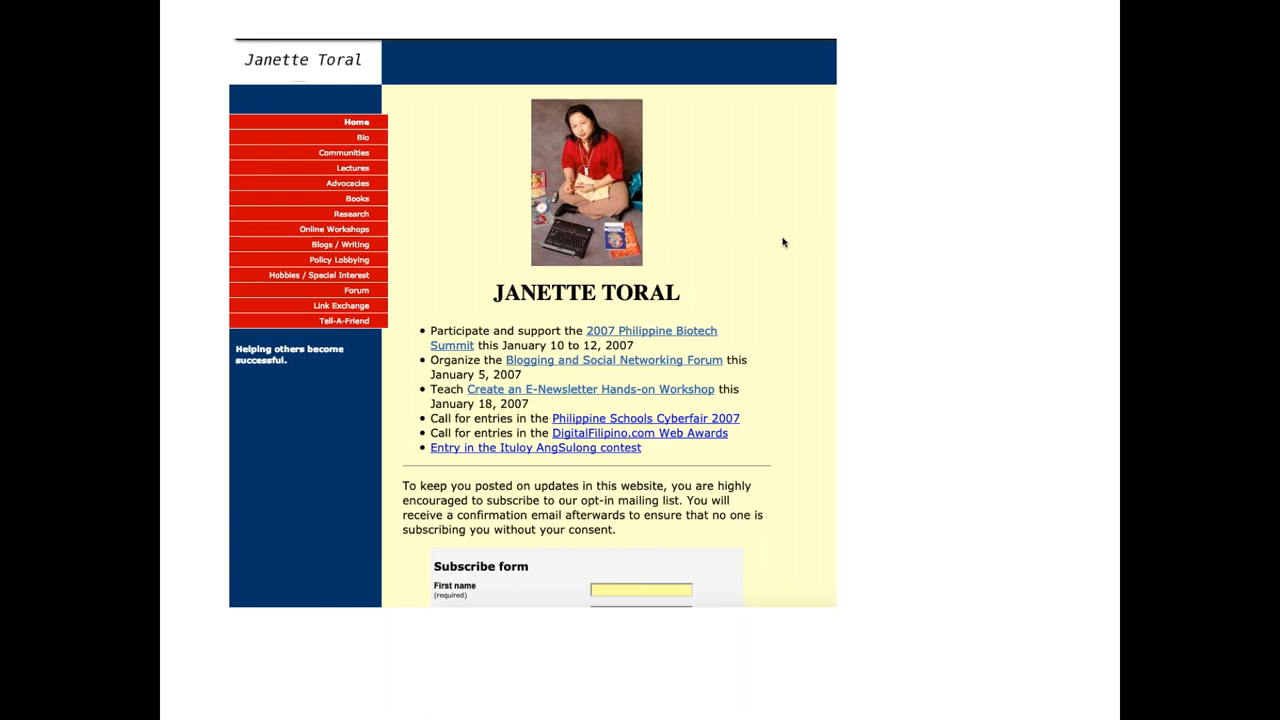 Janette Toral
Home
Bio
Communities
Lectures
Advocacies
Books
Research
Online Workshops
Blogs / Writing
Policy Lobbying
Hobbies / Special Interest
Forum
Link Exchange
Tell-A-Friend
Helping others become
successful.
JANETTE TORAL
• Participate and support the 2007 Philippine Biotech
Summit this January 10 to 12, 2007
• Organize the Blogging and Social Networking Forum this
January 5, 2007
• Teach Create an E-Newsletter Hands-on Workshop this
January 18, 2007
• Call for entries in the Philippine Schools Cyberfair 2007
• Call for entries in the DigitalFilipino.com Web Awards
• Entry in the Ituloy AngSulong contest
To keep you posted on updates in this website, you are highly
encouraged to subscribe to our opt-in mailing list. You will
receive a confirmation email afterwards to ensure that no one is
subscribing you without your consent.
Subscribe form
First name
(required)